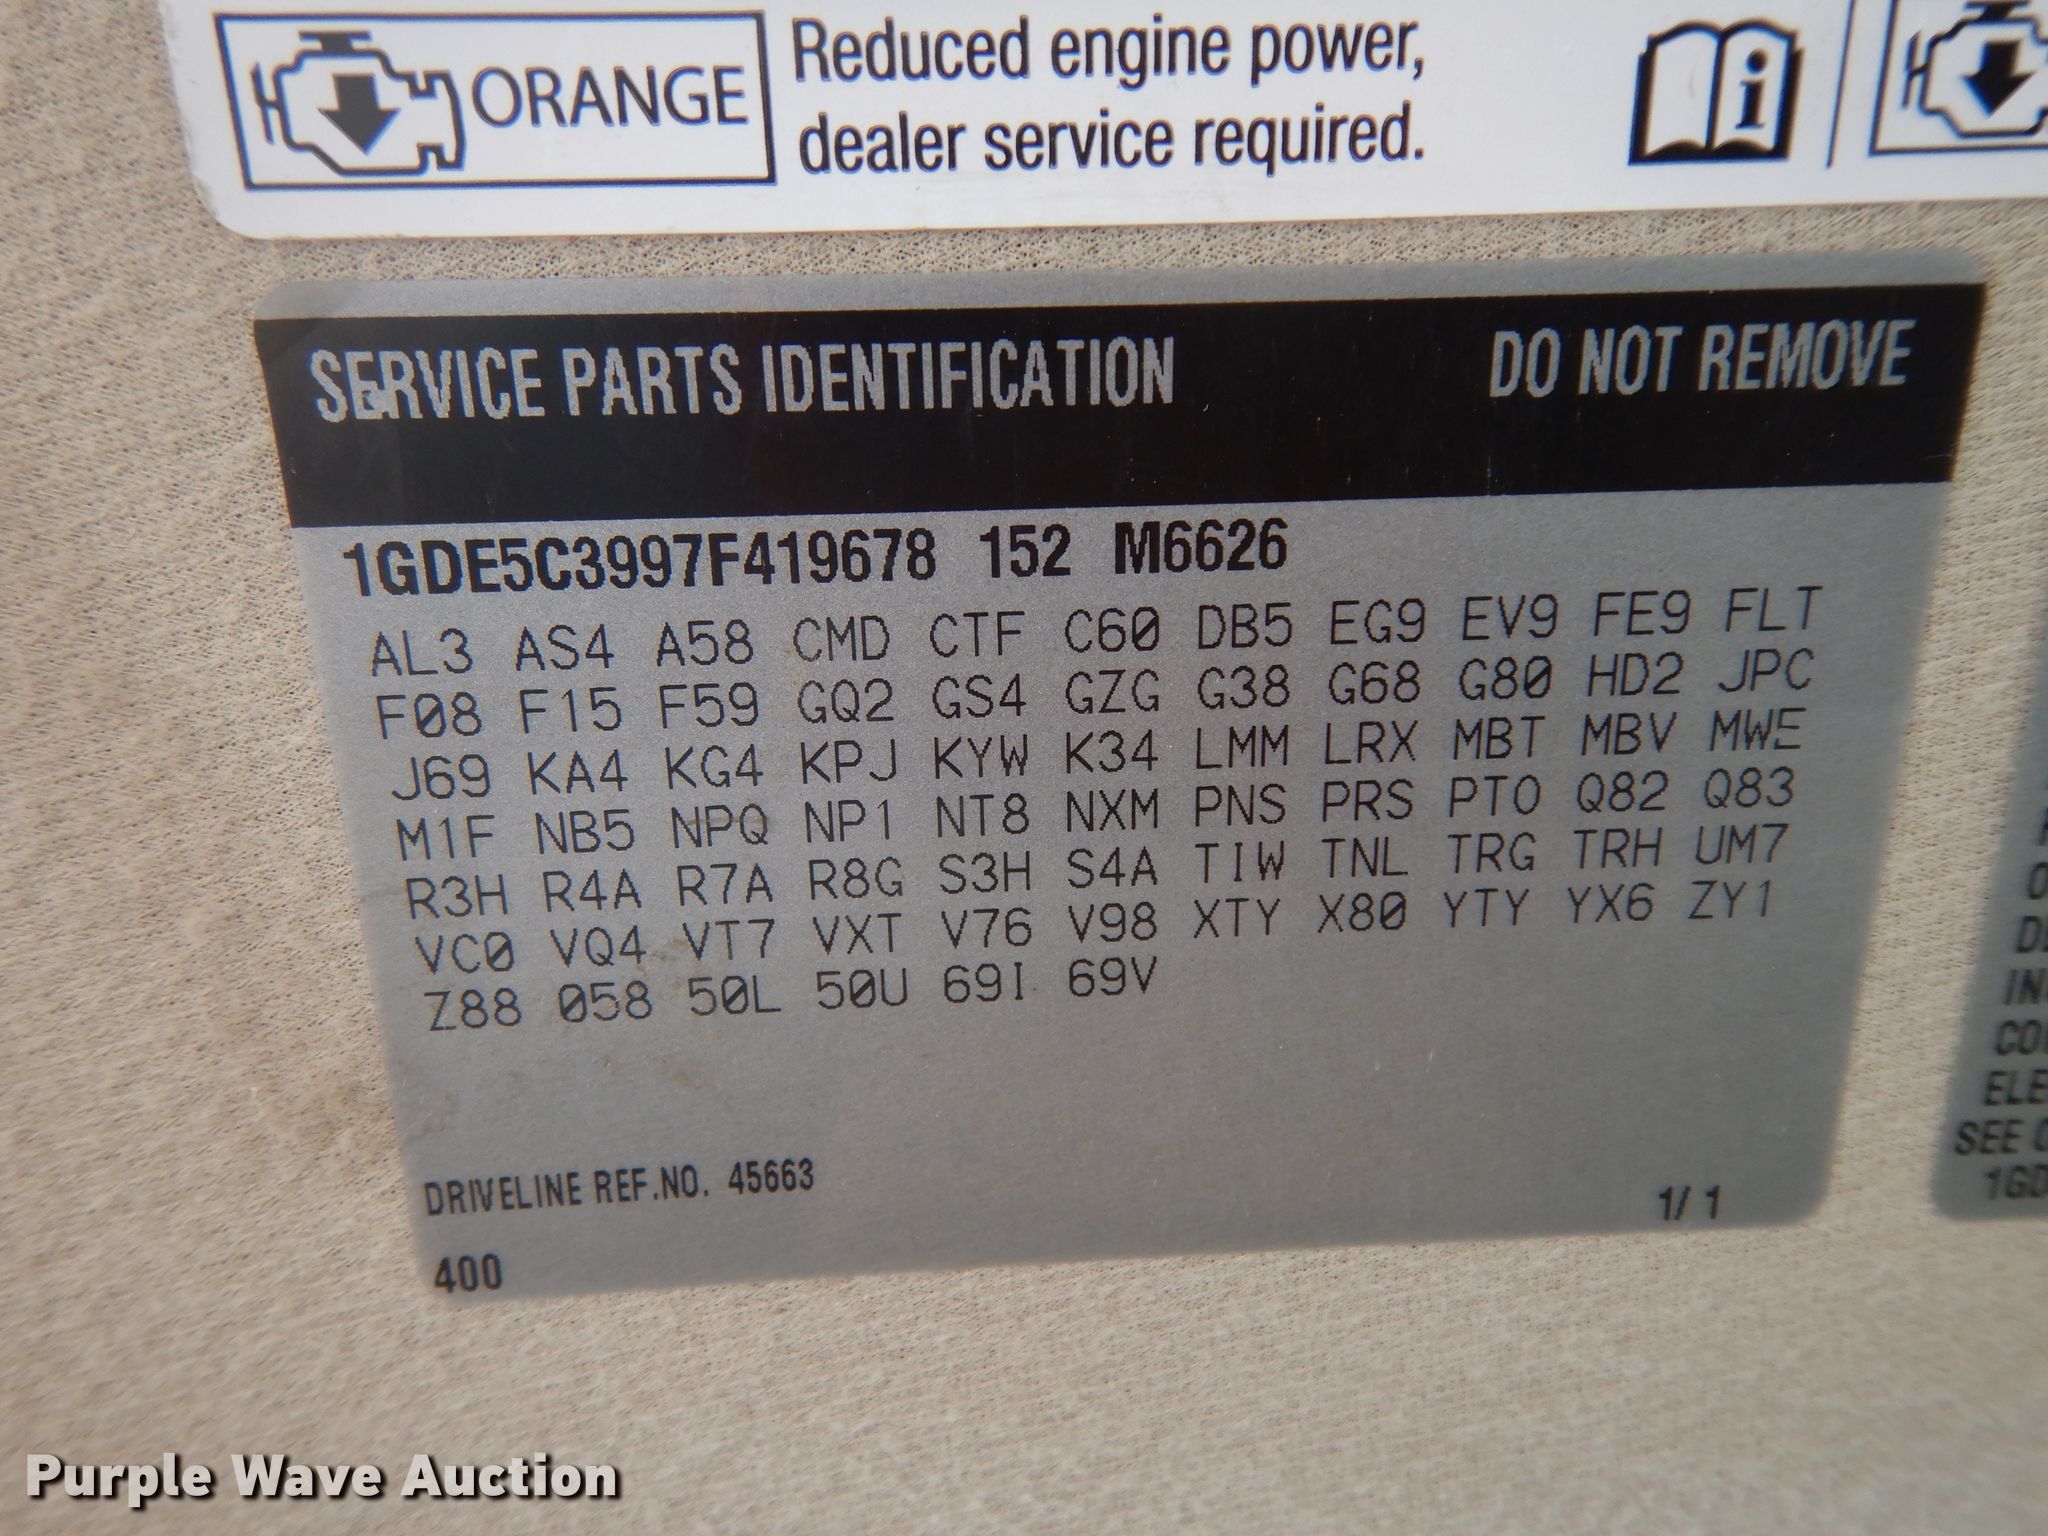 ORANGE
Reduced engine power,
dealer service required.
SERVICE PARTS IDENTIFICATION DO NOT REMOVE
1GDE5C3997F419678 152 M6626
AL3 AS4 A58 CMD CTF C60 DB5 EG9 EV9 FE9 FLT
F08 F15 F59 GQ2 GS4 GZG G38 G68 G80 HD2 JPC
J69 KA4 KG4 KPJ KYW K34 LMM LRX MBT MBV MWE
M1F NB5 NPQ NP1 NT8 NXM PNS PRS PTO Q82 Q83
R3H R4A R7A R8G S3H S4A TIW TNL TRG TRH UM7
VC0 VQ4 VT7 VXT V76 V98 XTY X80 YTY YX6 ZY1
Z88 058 50L 50U 69I 69V
DRIVELINE REF.NO. 45663
1/ 1
400
SEE
Purple Wave Auction